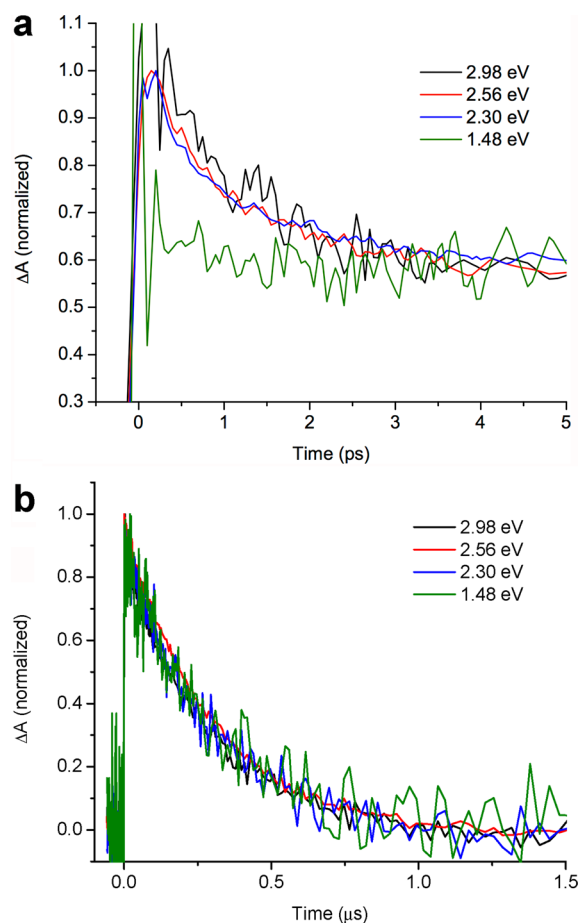 a
1.1
1.0
0.9
0.8
0.7
0.6
0.5
0.4
0.3
ΔA (normalized)
2.98 eV
2.56 eV
2.30 eV
1.48 eV
0 1 2 3 4 5
Time (ps)
b
1.0
0.8
0.6
0.4
0.2
0.0
ΔA (normalized)
2.98 eV
2.56 eV
2.30 eV
1.48 eV
0.0 0.5 1.0 1.5
Time (μs)